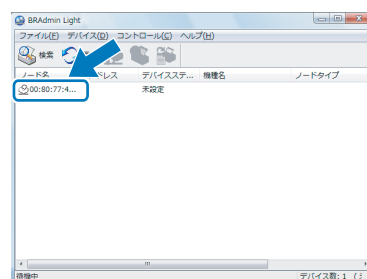 BRAdmin Light
ファイル(F) デバイス(D) コントロール(C) ヘルプ(H)
検索
ノード名 ドレス デバイスステ... 機種名 ノードタイプ
00:80:77:4... 未設定
待機中 デバイス数: 1